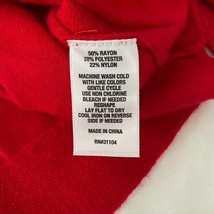 50% RAYON
28% POLYESTER
22% NYLON
MACHINE WASH COLD
WITH LIKE COLORS
GENTLE CYCLE
USE NON CHLORINE
BLEACH IF NEEDED
RESHAPE
LAY FLAT TO DRY
COOL IRON ON REVERSE
SIDE IF NEEDED
MADE IN CHINA
RN#31104